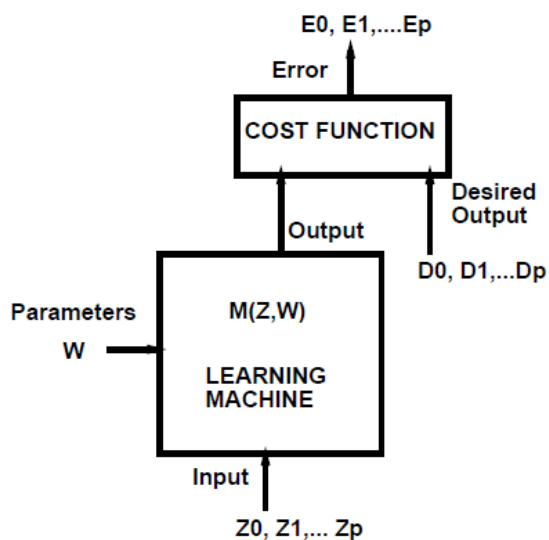 E0, E1,....Ep
Error
COST FUNCTION
Desired
Output
Output
D0, D1,...Dp
M(Z,W)
Parameters
W
LEARNING
MACHINE
Input
Z0, Z1,... Zp